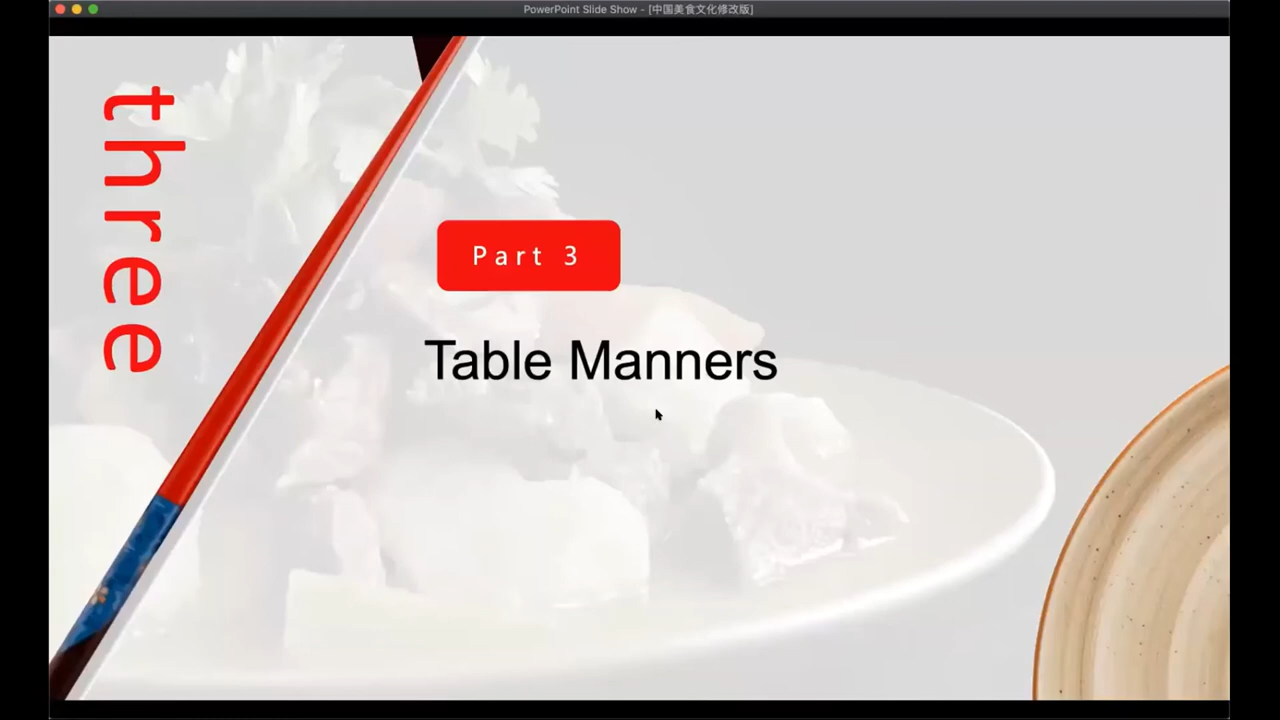 PowerPoint Slide Show - [中国美食文化修改版]
three
Part 3
Table Manners